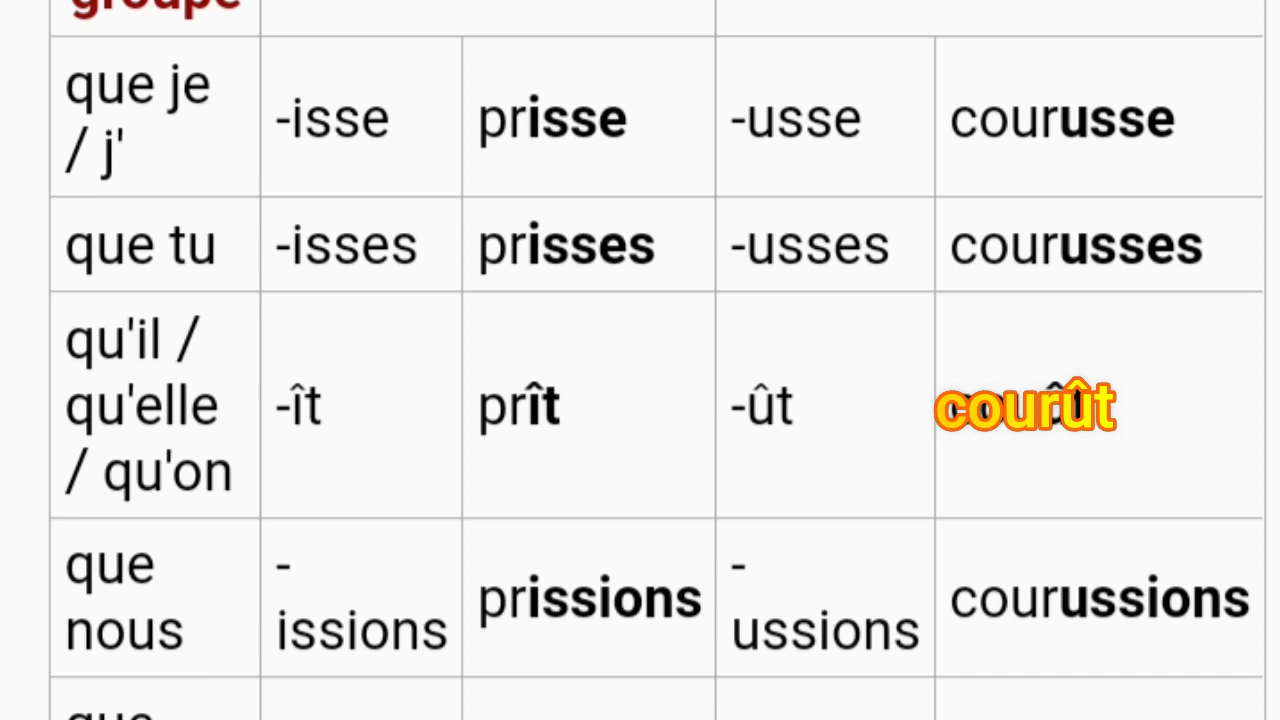 groupe
que je / j' -isse prisse -usse courusse
que tu -isses prisses -usses courusses
qu'il / qu'elle / qu'on -ît prît -ût courût
que nous -issions prissions -ussions courussions
que